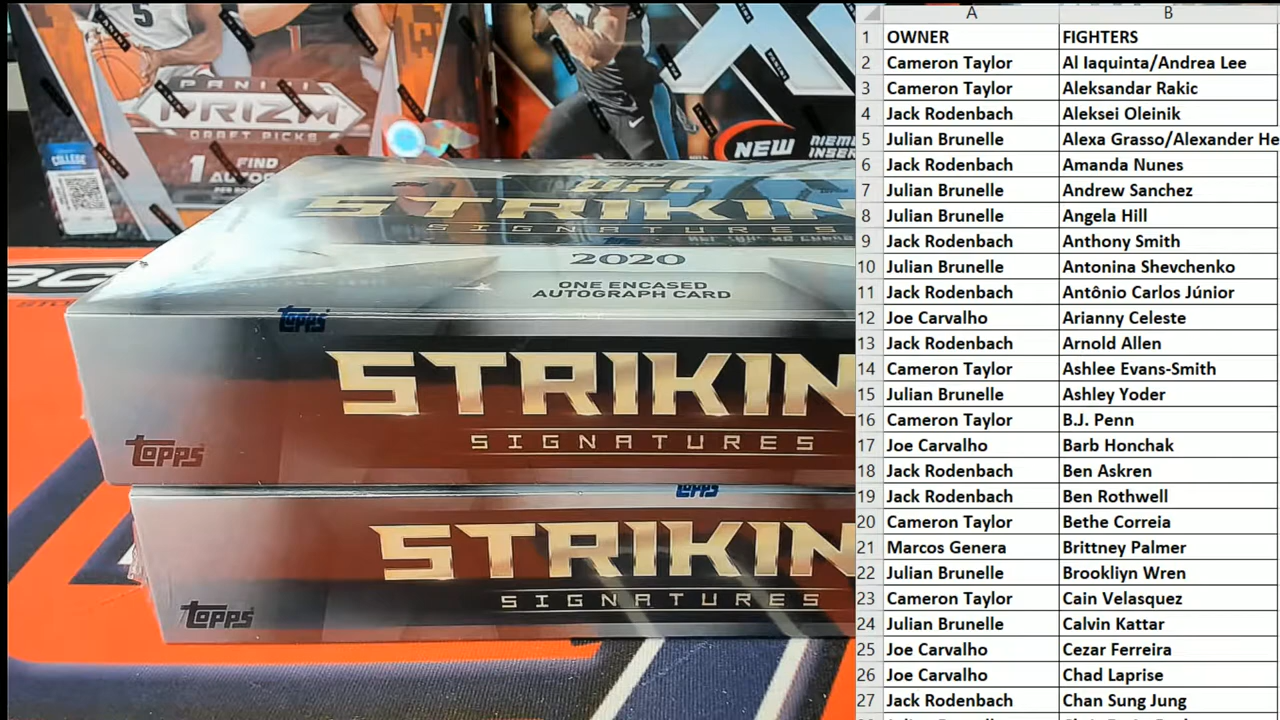 5
PANINI
PRIZM
DRAFT PICKS
1 FIND
COLLEGE
NEW
UFC
STRIKIN
SIGNATURES
2020
ONE ENCASED
AUTOGRAPH CARD
Topps
STRIKIN
SIGNATURES
Topps
Topps
STRIKIN
SIGNATURES
Topps
A B
1 OWNER FIGHTERS
2 Cameron Taylor Al Iaquinta/Andrea Lee
3 Cameron Taylor Aleksandar Rakic
4 Jack Rodenbach Aleksei Oleinik
5 Julian Brunelle Alexa Grasso/Alexander He
6 Jack Rodenbach Amanda Nunes
7 Julian Brunelle Andrew Sanchez
8 Julian Brunelle Angela Hill
9 Jack Rodenbach Anthony Smith
10 Julian Brunelle Antonina Shevchenko
11 Jack Rodenbach Antônio Carlos Júnior
12 Joe Carvalho Arianny Celeste
13 Jack Rodenbach Arnold Allen
14 Cameron Taylor Ashlee Evans-Smith
15 Julian Brunelle Ashley Yoder
16 Cameron Taylor B.J. Penn
17 Joe Carvalho Barb Honchak
18 Jack Rodenbach Ben Askren
19 Jack Rodenbach Ben Rothwell
20 Cameron Taylor Bethe Correia
21 Marcos Genera Brittney Palmer
22 Julian Brunelle Brookliyn Wren
23 Cameron Taylor Cain Velasquez
24 Julian Brunelle Calvin Kattar
25 Joe Carvalho Cezar Ferreira
26 Joe Carvalho Chad Laprise
27 Jack Rodenbach Chan Sung Jung